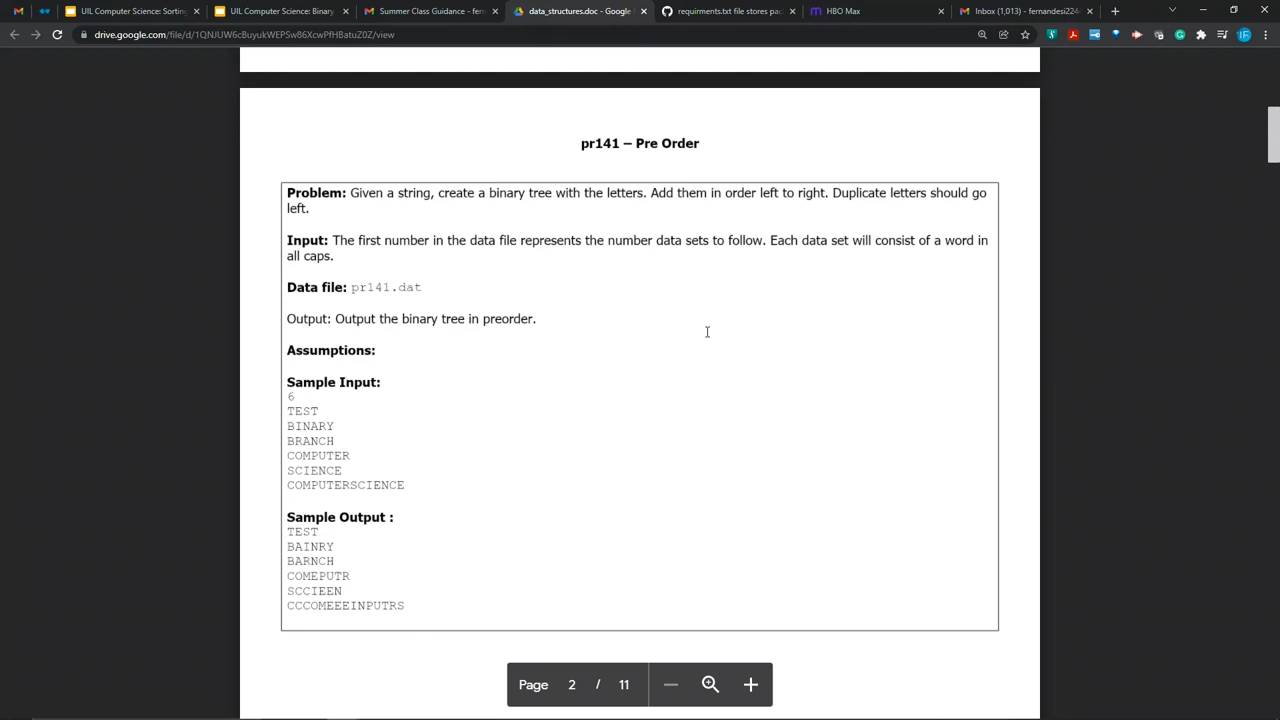 UIL Computer Science: Sorting
UIL Computer Science: Binary
Summer Class Guidance - fern
data_structures.doc - Google
requirments.txt file stores pac
HBO Max
Inbox (1,013) - fernandesi224
drive.google.com/file/d/1QNJUW6cBuyukWEPSw86XcwPfHBatuZ0Z/view
pr141 – Pre Order
Problem: Given a string, create a binary tree with the letters. Add them in order left to right. Duplicate letters should go
left.
Input: The first number in the data file represents the number data sets to follow. Each data set will consist of a word in
all caps.
Data file: pr141.dat
Output: Output the binary tree in preorder.
Assumptions:
Sample Input:
6
TEST
BINARY
BRANCH
COMPUTER
SCIENCE
COMPUTERSCIENCE
Sample Output :
TEST
BAINRY
BARNCH
COMEPUTR
SCCIEEN
CCCOMEEEINPUTRS
Page 2 / 11